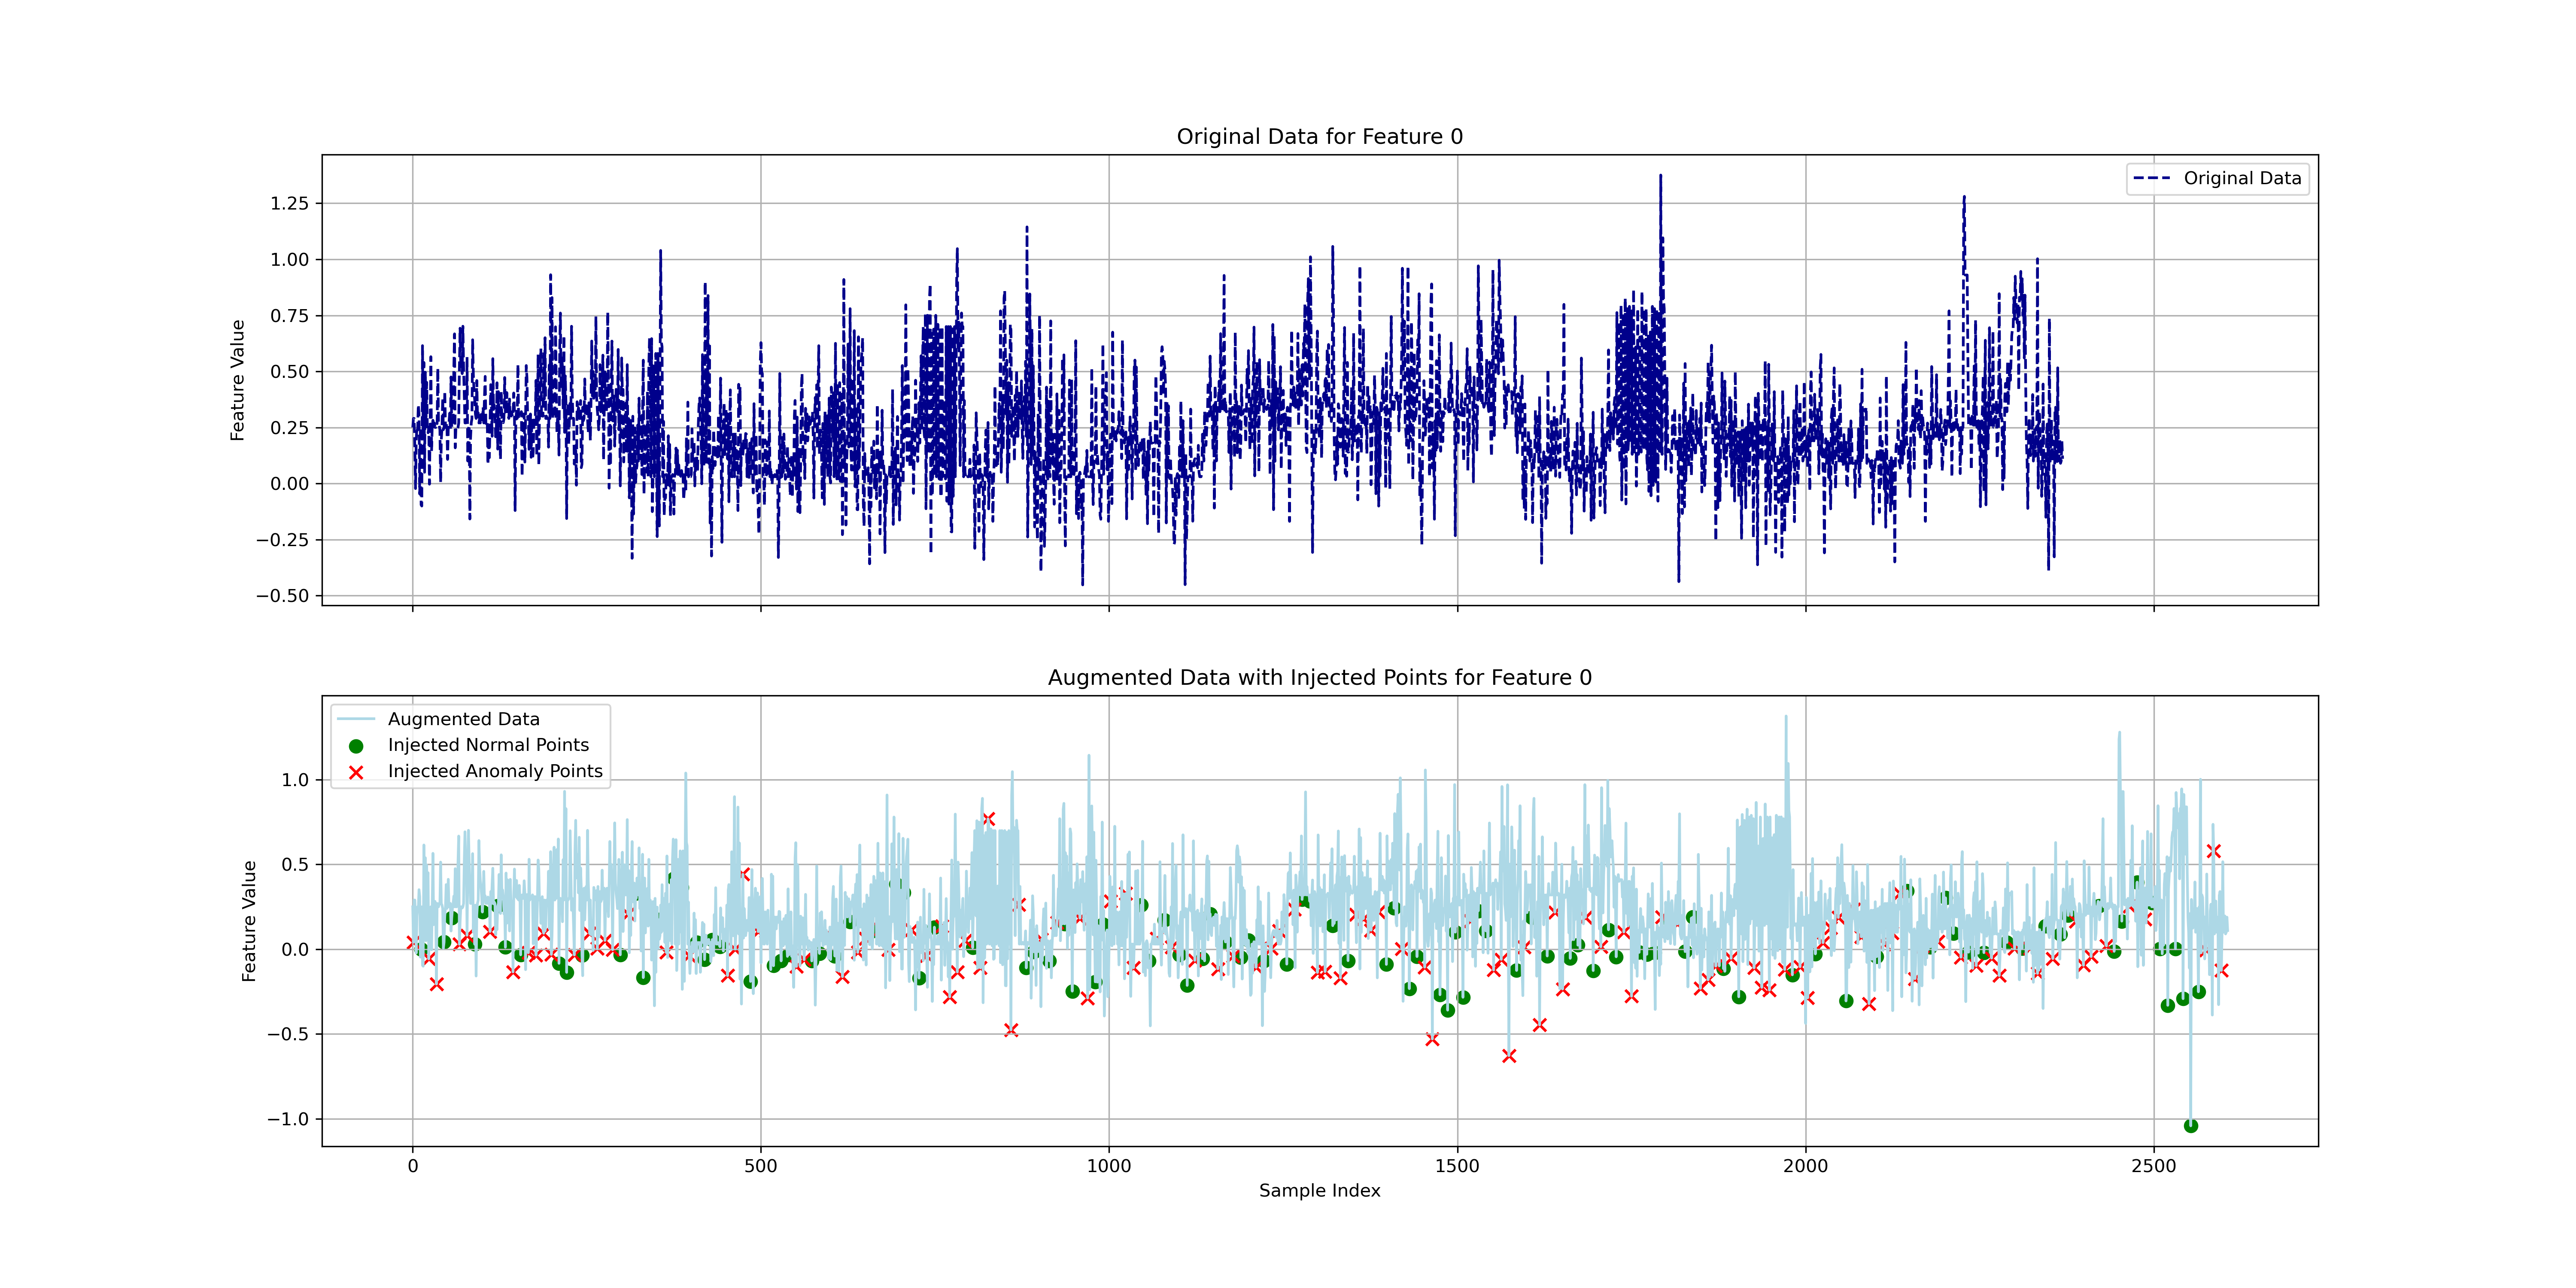 Original Data for Feature 0
Original Data
1.25
1.00
0.75
0.50
0.25
0.00
−0.25
−0.50
Feature Value
Augmented Data with Injected Points for Feature 0
Augmented Data
Injected Normal Points
Injected Anomaly Points
1.0
0.5
0.0
−0.5
−1.0
Feature Value
0 500 1000 1500 2000 2500
Sample Index